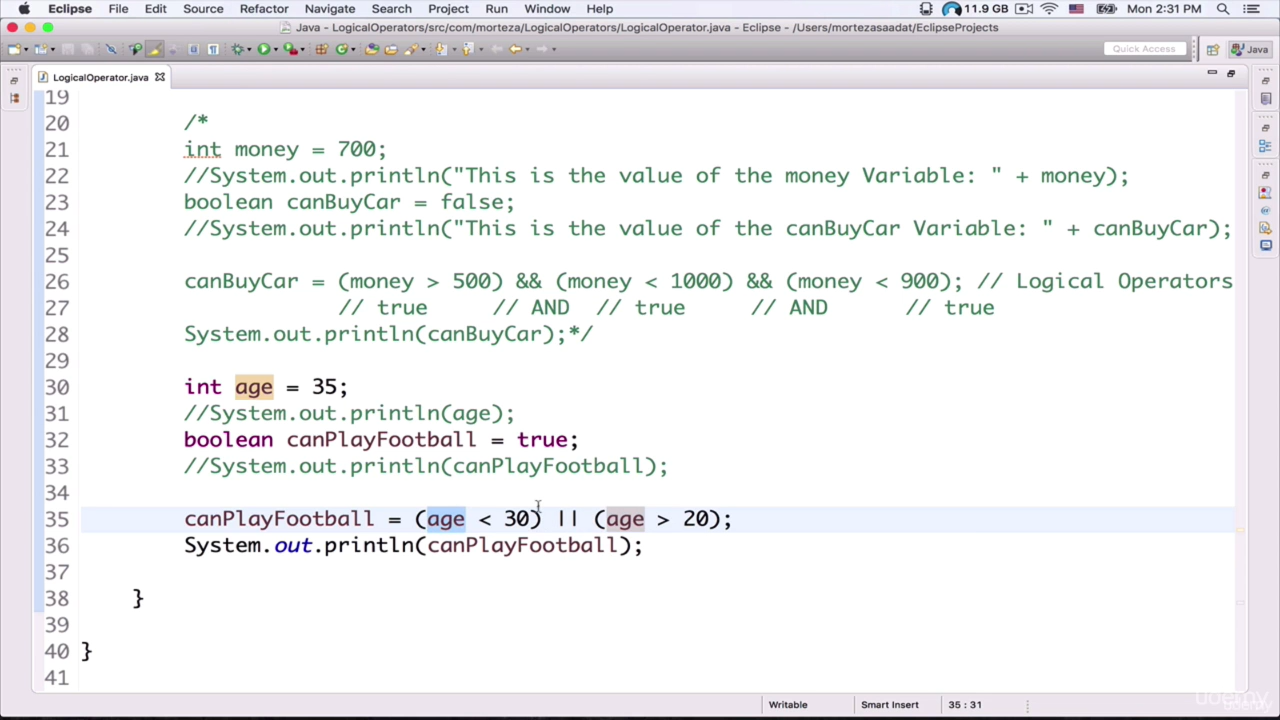 Eclipse File Edit Source Refactor Navigate Search Project Run Window Help 11.9 GB Mon 2:31 PM
Java - LogicalOperators/src/com/morteza/LogicalOperators/LogicalOperator.java - Eclipse - /Users/mortezasaadat/EclipseProjects
Quick Access Java
LogicalOperator.java
19
20 /*
21 int money = 700;
22 //System.out.println("This is the value of the money Variable: " + money);
23 boolean canBuyCar = false;
24 //System.out.println("This is the value of the canBuyCar Variable: " + canBuyCar);
25
26 canBuyCar = (money > 500) && (money < 1000) && (money < 900); // Logical Operators
27 // true // AND // true // AND // true
28 System.out.println(canBuyCar);*/
29
30 int age = 35;
31 //System.out.println(age);
32 boolean canPlayFootball = true;
33 //System.out.println(canPlayFootball);
34
35 canPlayFootball = (age < 30) || (age > 20);
36 System.out.println(canPlayFootball);
37
38 }
39
40 }
41
Writable Smart Insert 35 : 31
udemy